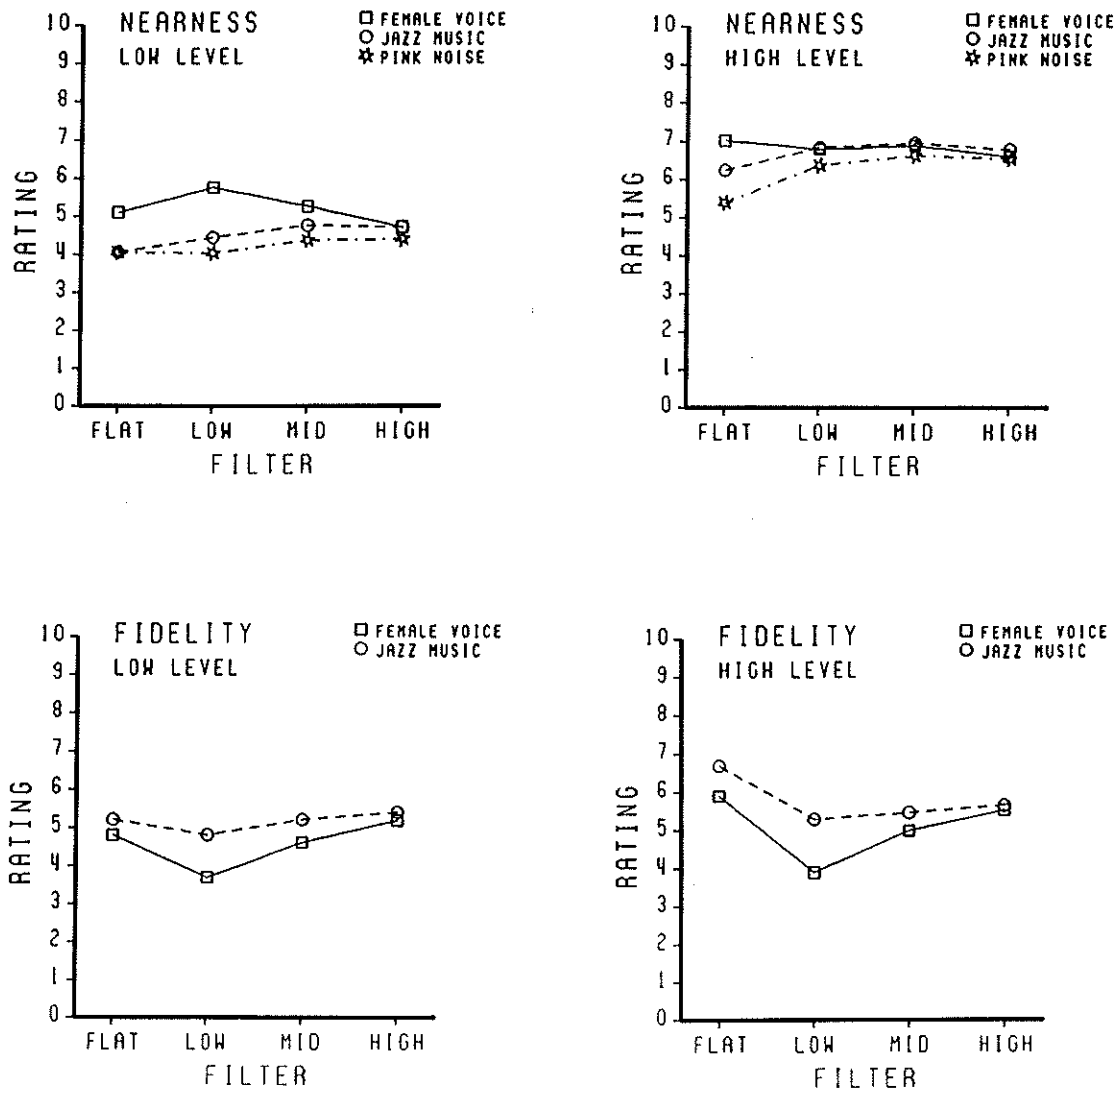 NEARNESS
LOW LEVEL
FEMALE VOICE
JAZZ MUSIC
PINK NOISE
10
9
8
7
6
5
4
3
2
1
0
RATING
FLAT LOW MID HIGH
FILTER
NEARNESS
HIGH LEVEL
FEMALE VOICE
JAZZ MUSIC
PINK NOISE
10
9
8
7
6
5
4
3
2
1
0
RATING
FLAT LOW MID HIGH
FILTER
FIDELITY
LOW LEVEL
FEMALE VOICE
JAZZ MUSIC
10
9
8
7
6
5
4
3
2
1
0
RATING
FLAT LOW MID HIGH
FILTER
FIDELITY
HIGH LEVEL
FEMALE VOICE
JAZZ MUSIC
10
9
8
7
6
5
4
3
2
1
0
RATING
FLAT LOW MID HIGH
FILTER